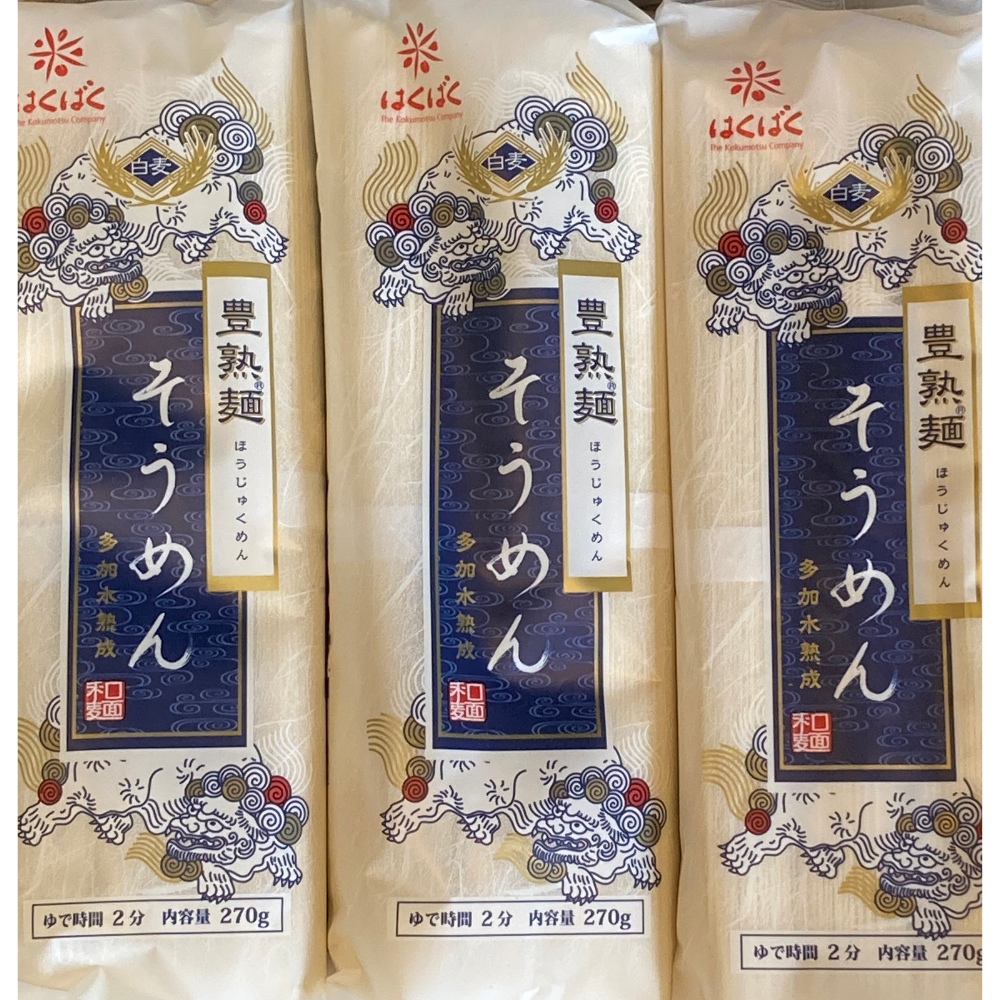 はくばく
The Kokumotsu Company
白麦
豊熟麺®
ほうじゅくめん
そうめん
多加水熟成
和麺
ゆで時間 2分 内容量 270g
はくばく
The Kokumotsu Company
白麦
豊熟麺®
ほうじゅくめん
そうめん
多加水熟成
和麺
ゆで時間 2分 内容量 270g
はくばく
The Kokumotsu Company
白麦
豊熟麺®
ほうじゅくめん
そうめん
多加水熟成
和麺
ゆで時間 2分 内容量 270g